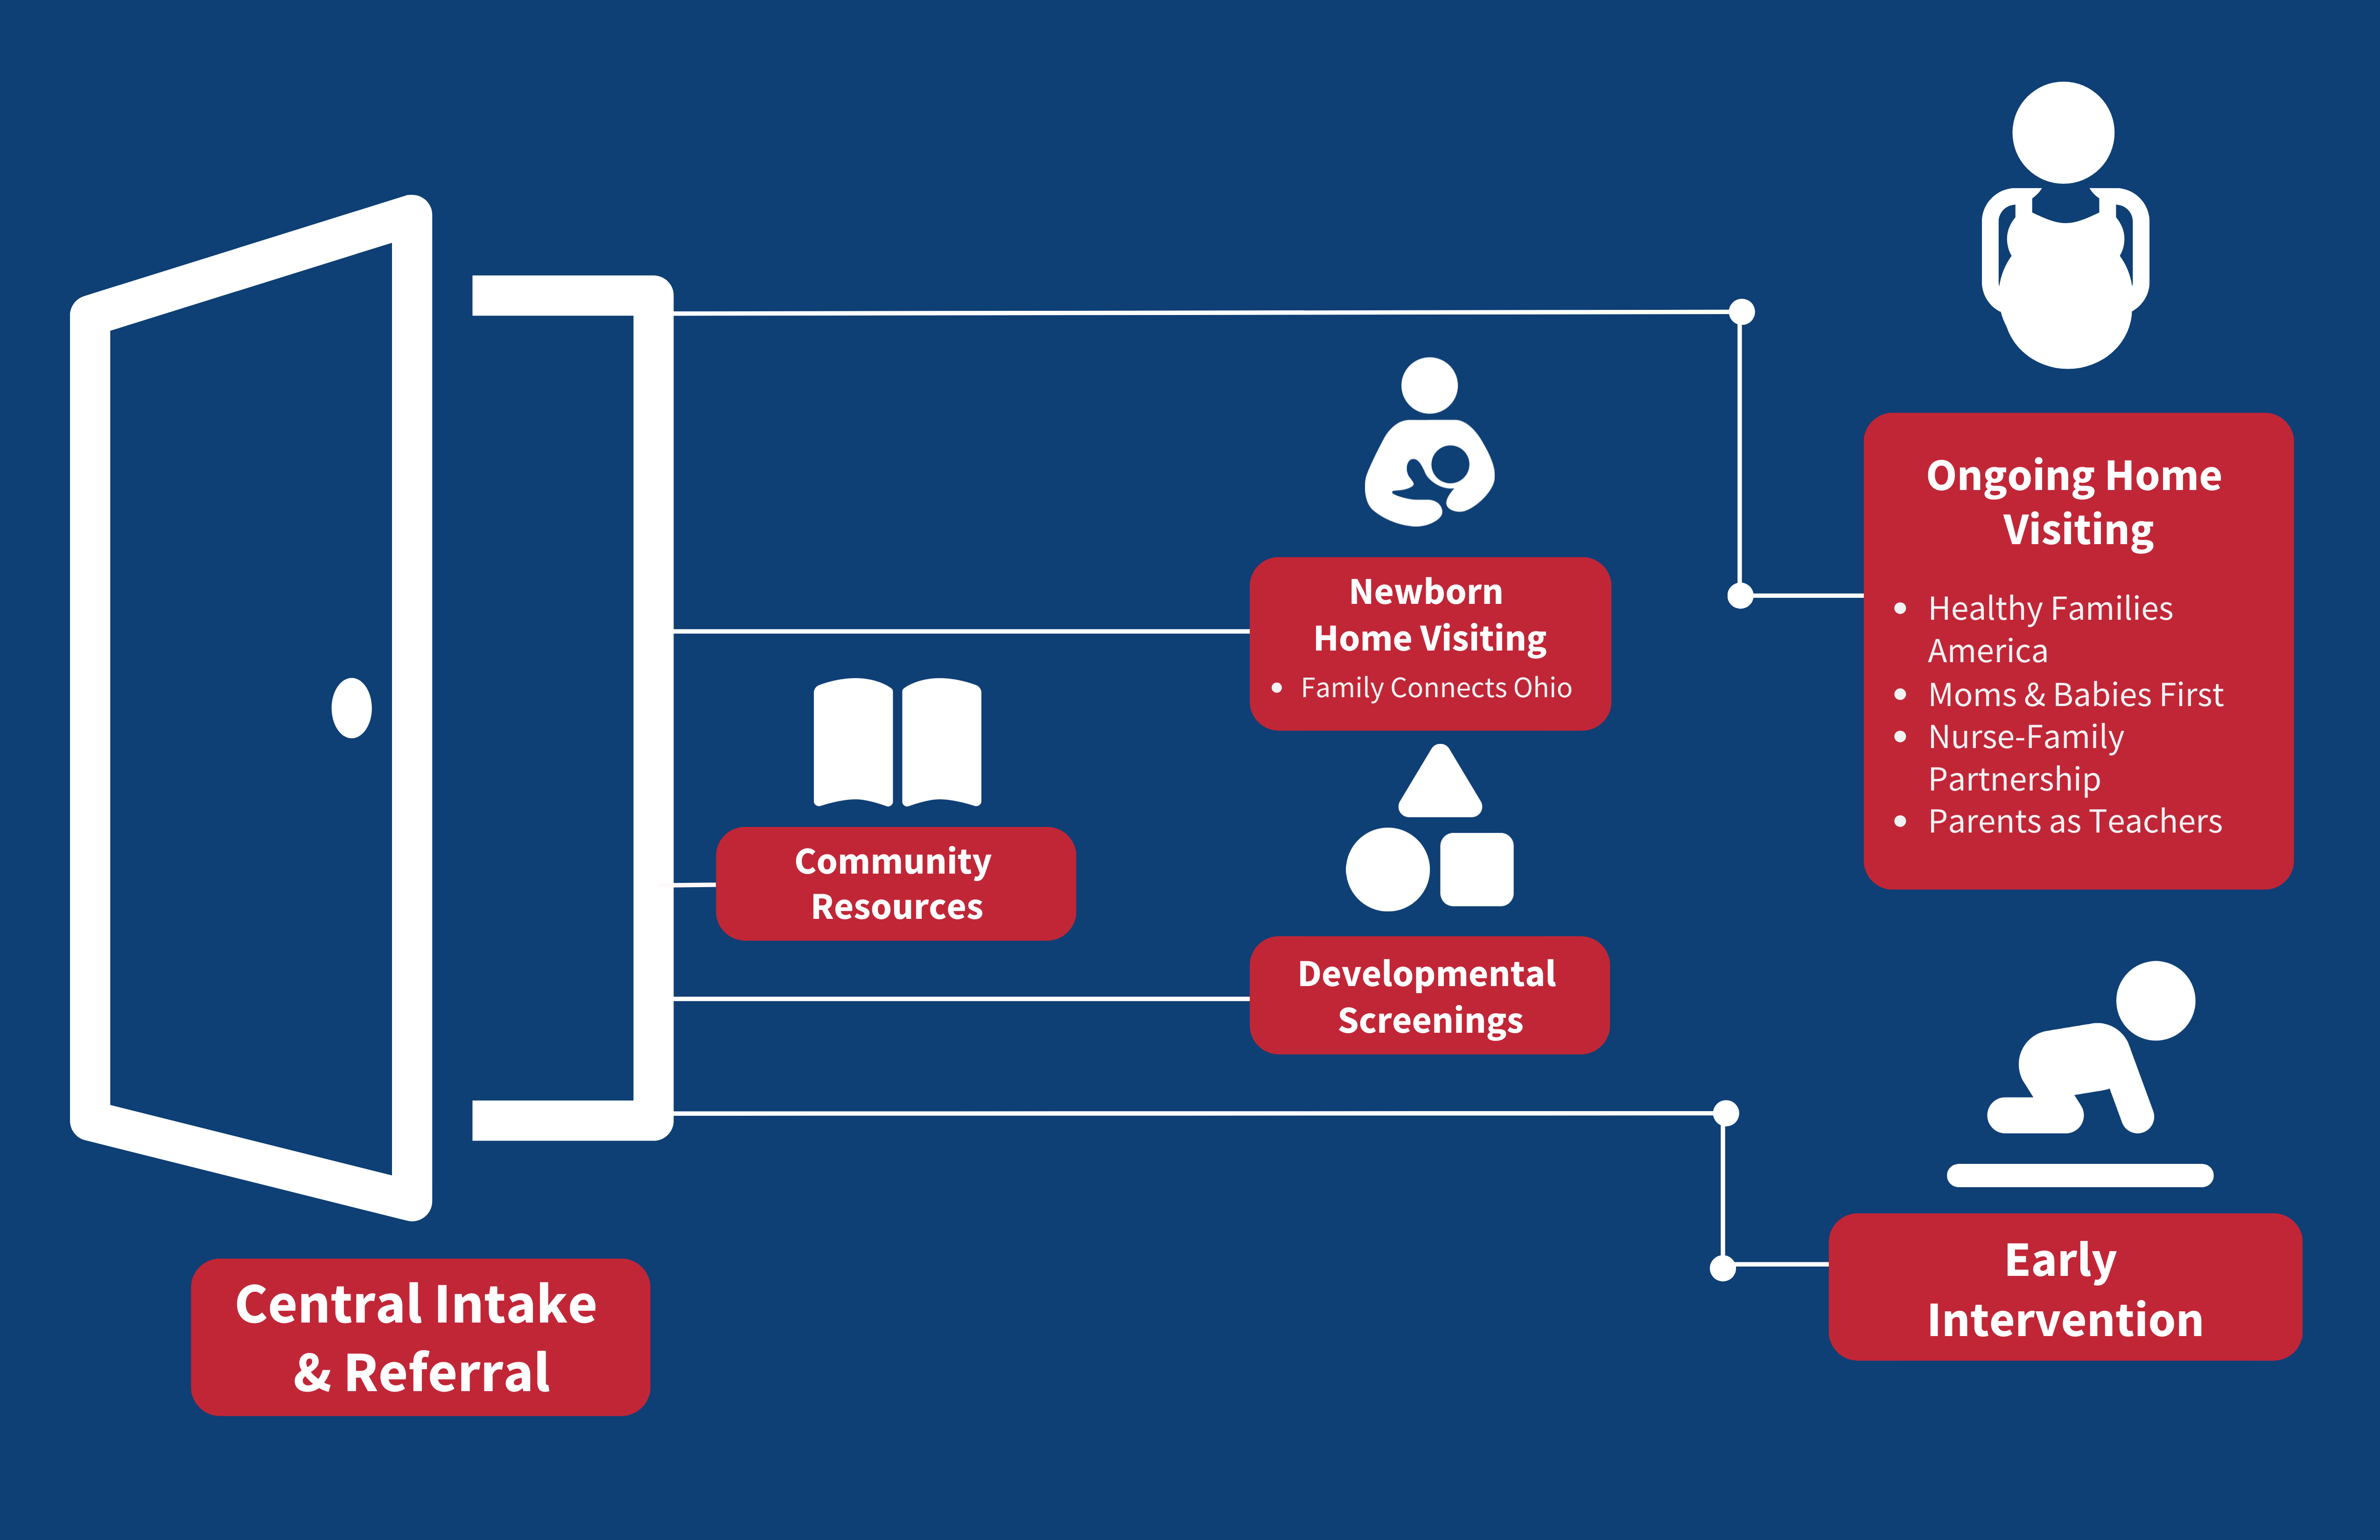 Ongoing Home
Visiting
• Healthy Families
America
• Moms & Babies First
• Nurse-Family
Partnership
• Parents as Teachers
Newborn
Home Visiting
• Family Connects Ohio
Community
Resources
Developmental
Screenings
Early
Intervention
Central Intake
& Referral